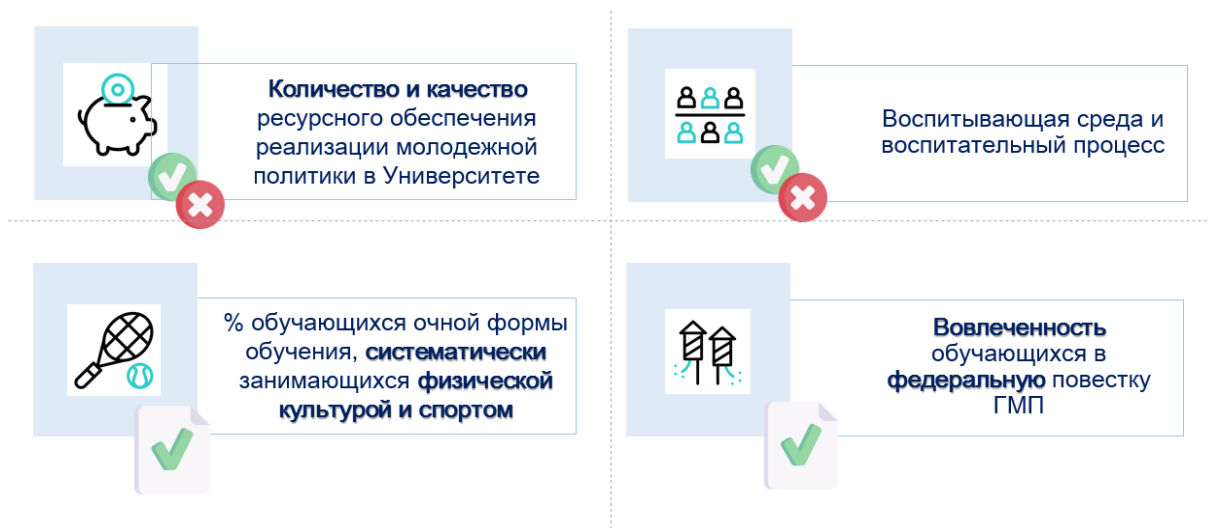 Количество и качество
ресурсного обеспечения
реализации молодежной
политики в Университете
Воспитывающая среда и
воспитательный процесс
% обучающихся очной формы
обучения, систематически
занимающихся физической
культурой и спортом
Вовлеченность
обучающихся в
федеральную повестку
ГМП